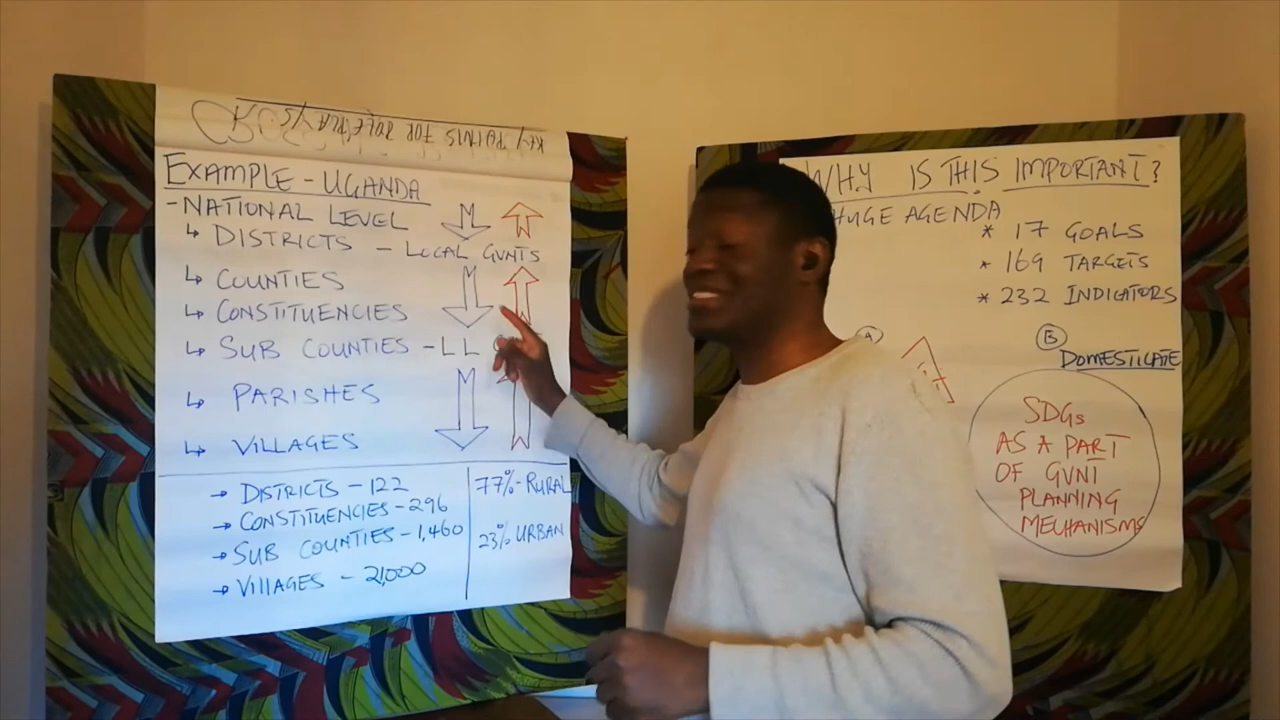 KEY POINTS FOR ROLE PLAYS
EXAMPLE - UGANDA
- NATIONAL LEVEL
↳ DISTRICTS - LOCAL GVNTS
↳ COUNTIES
↳ CONSTITUENCIES
↳ SUB COUNTIES - LL
↳ PARISHES
↳ VILLAGES
→ DISTRICTS - 122
→ CONSTITUENCIES - 296
→ SUB COUNTIES - 1,460
→ VILLAGES - 21,000
77% - RURAL
23% URBAN
WHY IS THIS IMPORTANT?
HUGE AGENDA
* 17 GOALS
* 169 TARGETS
* 232 INDICATORS
A
B
DOMESTICATE
SDGs
AS A PART
OF GVNT
PLANNING
MECHANISMS